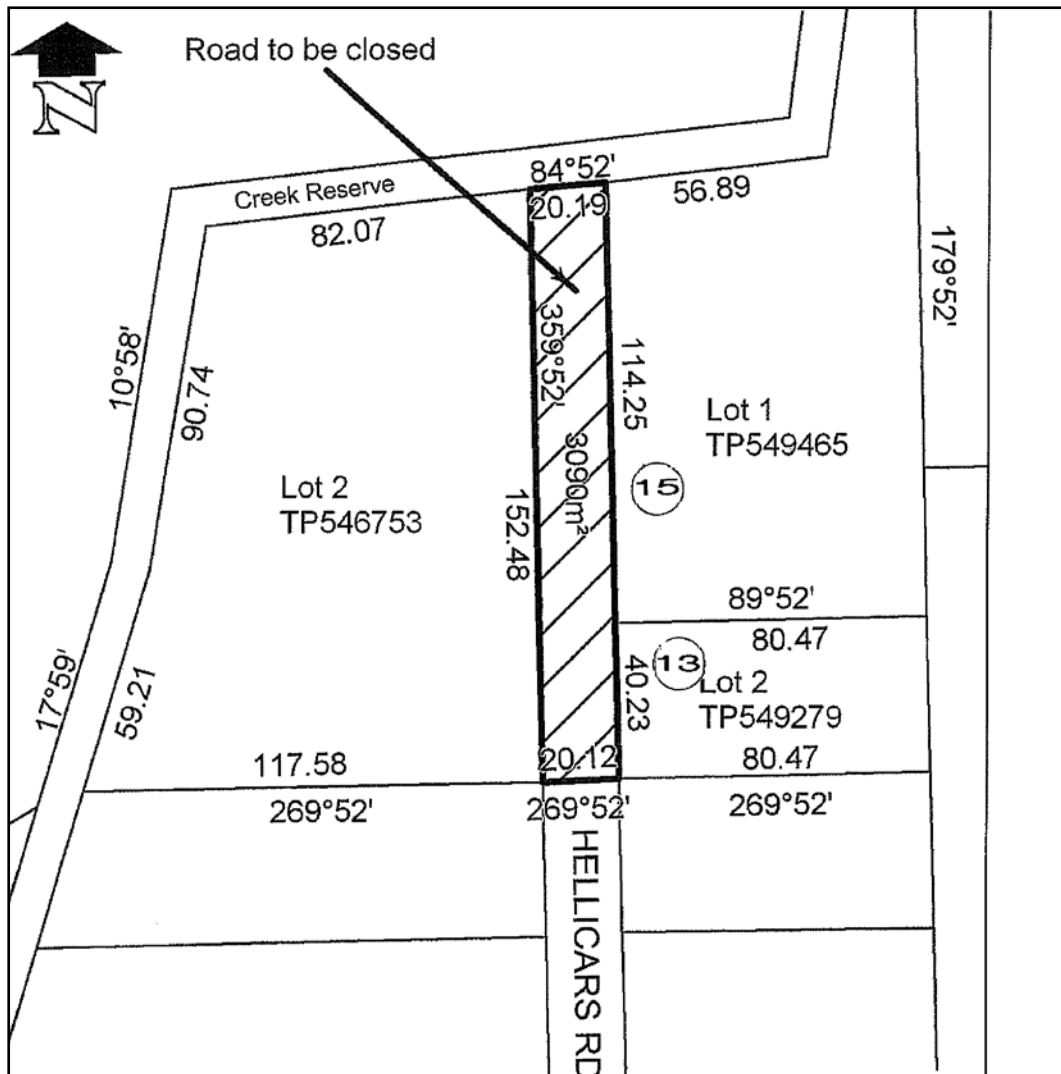 N
Road to be closed
84°52'
Creek Reserve
20.19
56.89
82.07
179°52'
10°58'
90.74
359°52'
114.25
Lot 1
TP549465
3090m²
15
Lot 2
TP546753
152.48
89°52'
80.47
17°59'
59.21
40.23
13
Lot 2
TP549279
117.58
20.12
80.47
269°52'
269°52'
269°52'
HELLICARS RD